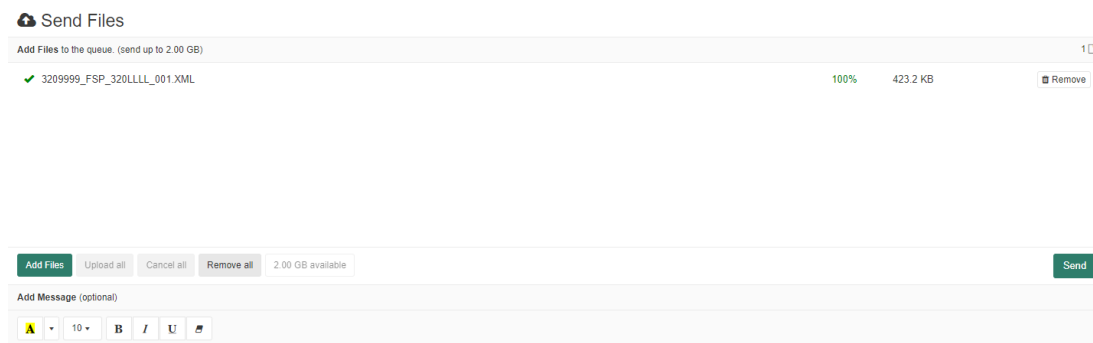 Send Files
Add Files to the queue. (send up to 2.00 GB) 1
3209999_FSP_320LLLL_001.XML 100% 423.2 KB Remove
Add Files Upload all Cancel all Remove all 2.00 GB available Send
Add Message (optional)
A 10 B I U